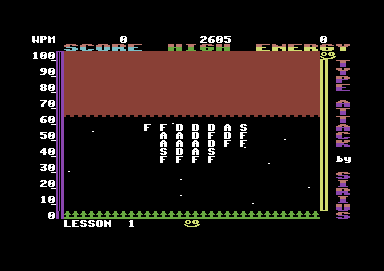 WPM 0 2605 0
SCORE HIGH ENERGY
100
90
80
70
60
50
40
30
20
10
0
F F D D D A S
S D A S
F F F F
TYPE ATTACK by SIRIUS
LESSON 1